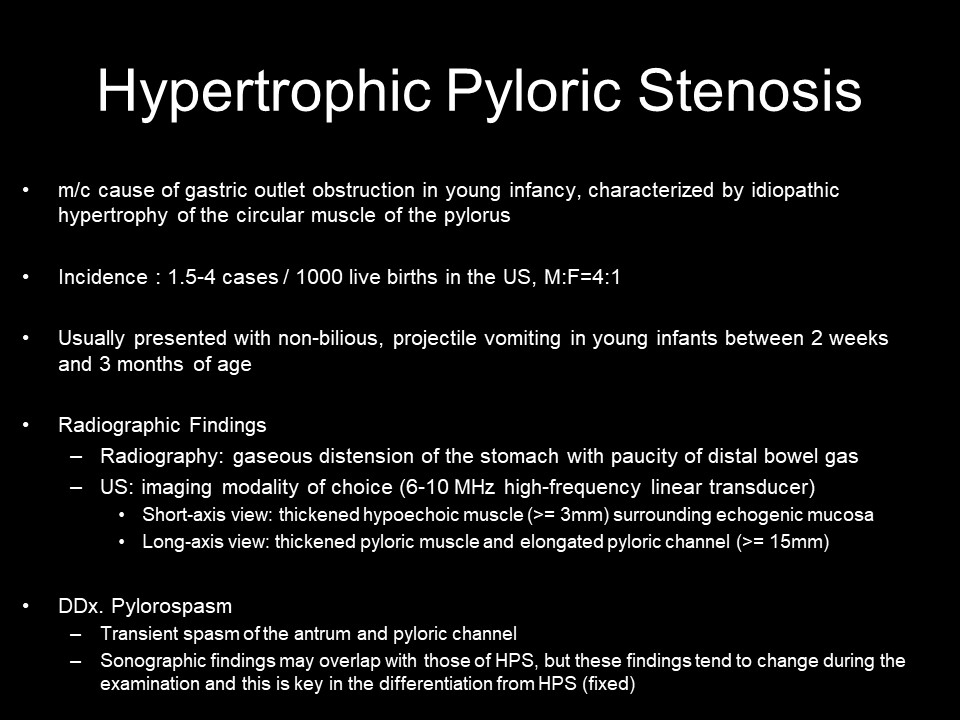 Hypertrophic Pyloric Stenosis
• m/c cause of gastric outlet obstruction in young infancy, characterized by idiopathic
hypertrophy of the circular muscle of the pylorus
• Incidence : 1.5-4 cases / 1000 live births in the US, M:F=4:1
• Usually presented with non-bilious, projectile vomiting in young infants between 2 weeks
and 3 months of age
• Radiographic Findings
– Radiography: gaseous distension of the stomach with paucity of distal bowel gas
– US: imaging modality of choice (6-10 MHz high-frequency linear transducer)
• Short-axis view: thickened hypoechoic muscle (>= 3mm) surrounding echogenic mucosa
• Long-axis view: thickened pyloric muscle and elongated pyloric channel (>= 15mm)
• DDx. Pylorospasm
– Transient spasm of the antrum and pyloric channel
– Sonographic findings may overlap with those of HPS, but these findings tend to change during the
examination and this is key in the differentiation from HPS (fixed)